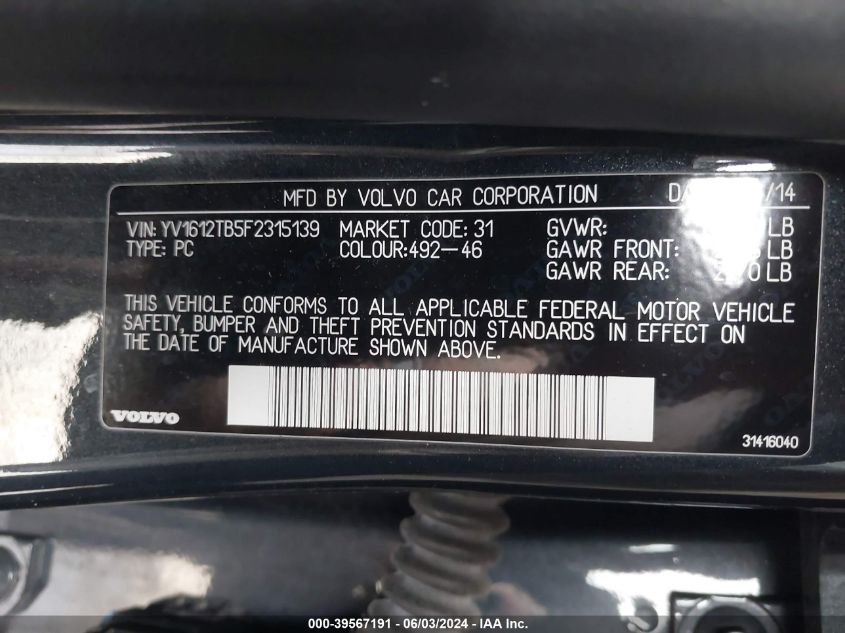 MFD BY VOLVO CAR CORPORATION
VIN: YV1612TB5F2315139 MARKET CODE: 31 GVWR: LB
TYPE: PC COLOUR:492-46 GAWR FRONT: LB
GAWR REAR: LB
THIS VEHICLE CONFORMS TO ALL APPLICABLE FEDERAL MOTOR VEHICLE
SAFETY, BUMPER AND THEFT PREVENTION STANDARDS IN EFFECT ON
THE DATE OF MANUFACTURE SHOWN ABOVE.
VOLVO
31416040
000-39567191 / 06/03/2024 - IAA Inc.